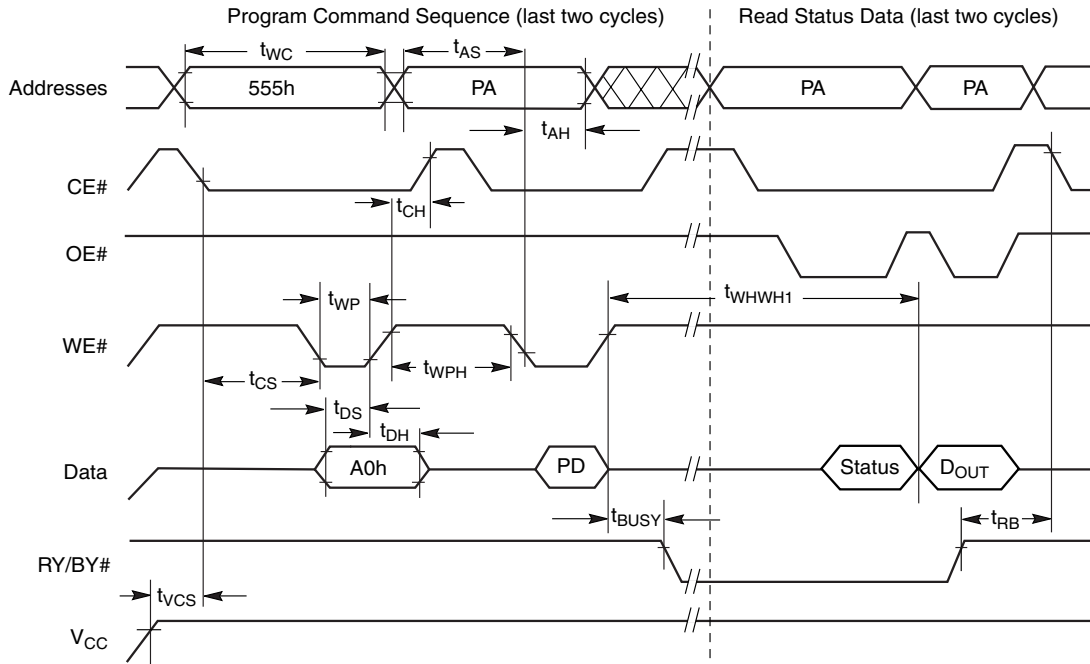 Program Command Sequence (last two cycles) Read Status Data (last two cycles)
tWC tAS
Addresses 555h PA PA PA
tAH
CE#
tCH
OE#
tWP tWHWH1
WE#
tWPH
tCS
tDS
tDH
Data A0h PD Status DOUT
tBUSY tRB
RY/BY#
tVCS
VCC